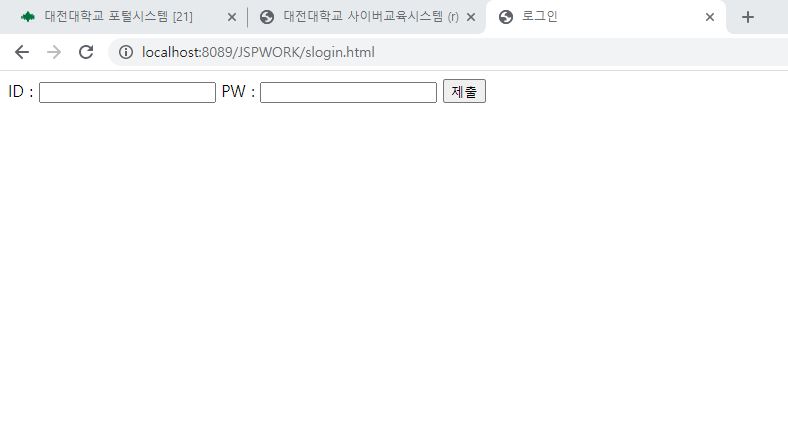 대전대학교 포털시스템 [21]
대전대학교 사이버교육시스템 (r)
로그인
localhost:8089/JSPWORK/slogin.html
ID : PW : 제출